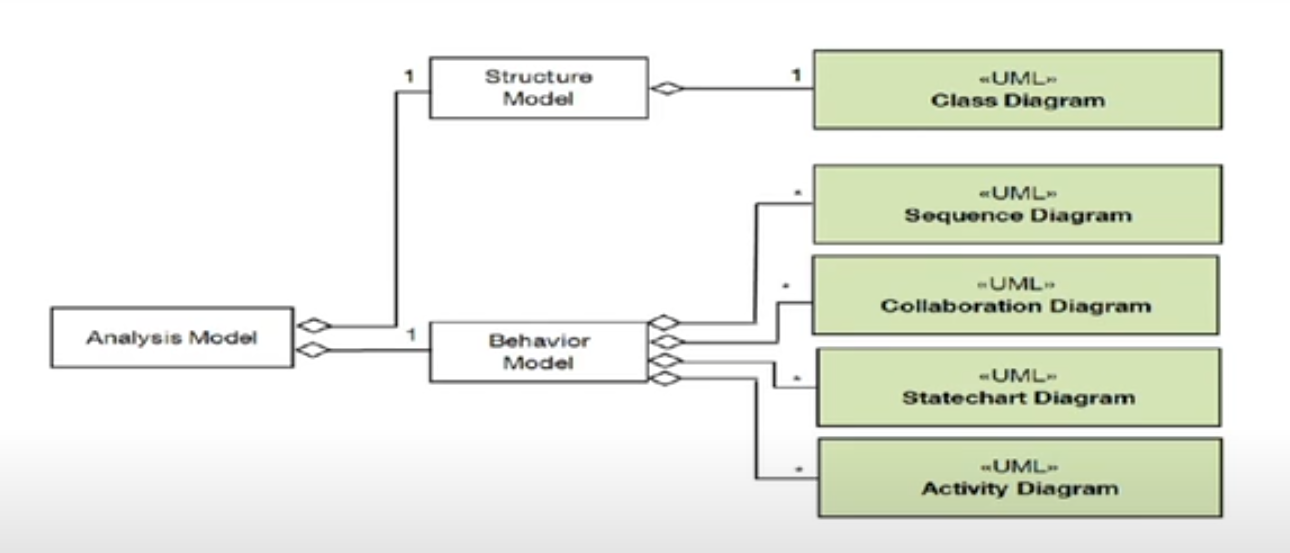 1
Structure
Model
1
«UML»
Class Diagram
*
«UML»
Sequence Diagram
*
«UML»
Collaboration Diagram
Analysis Model
1
Behavior
Model
*
«UML»
Statechart Diagram
*
«UML»
Activity Diagram